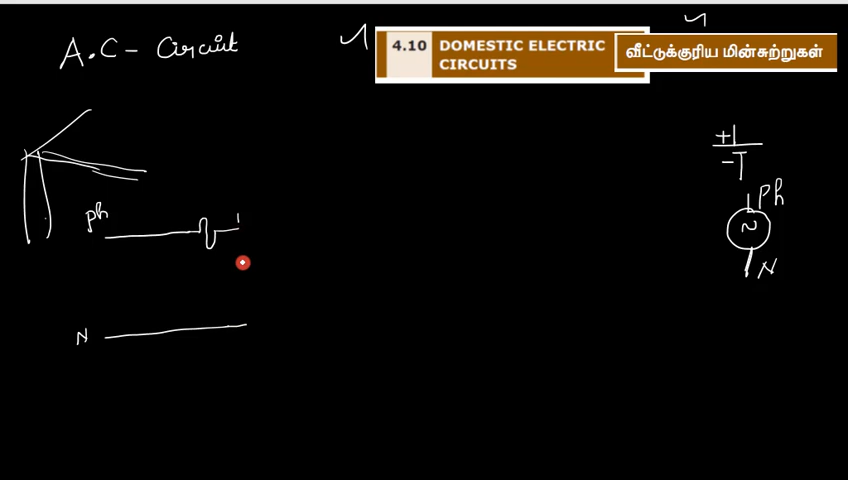 A.C - Circuit
4.10 DOMESTIC ELECTRIC
CIRCUITS
வீட்டுக்குரிய மின்சுற்றுகள்
+
-
Ph
N
Ph
N